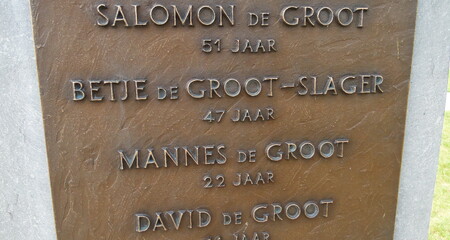 SALOMON DE GROOT
51 JAAR
BETJE DE GROOT-SLAGER
47 JAAR
MANNES DE GROOT
22 JAAR
DAVID DE GROOT
JAAR